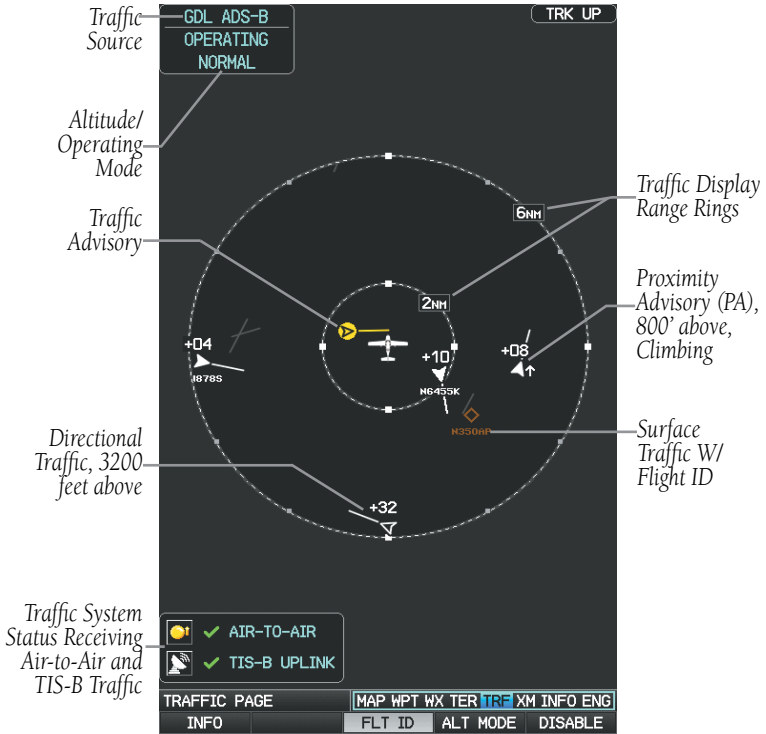 Traffic
Source
GDL ADS-B
OPERATING
NORMAL
TRK UP
Altitude/
Operating
Mode
Traffic Display
Range Rings
6NM
Traffic
Advisory
2NM
Proximity
Advisory (PA),
800' above,
Climbing
+04
+10
+08
N6455K
N350AP
Surface
Traffic W/
Flight ID
Directional
Traffic, 3200
feet above
+32
Traffic System
Status Receiving
Air-to-Air and
TIS-B Traffic
AIR-TO-AIR
TIS-B UPLINK
TRAFFIC PAGE
MAP WPT WX TER TRF XM INFO ENG
INFO
FLT ID
ALT MODE
DISABLE